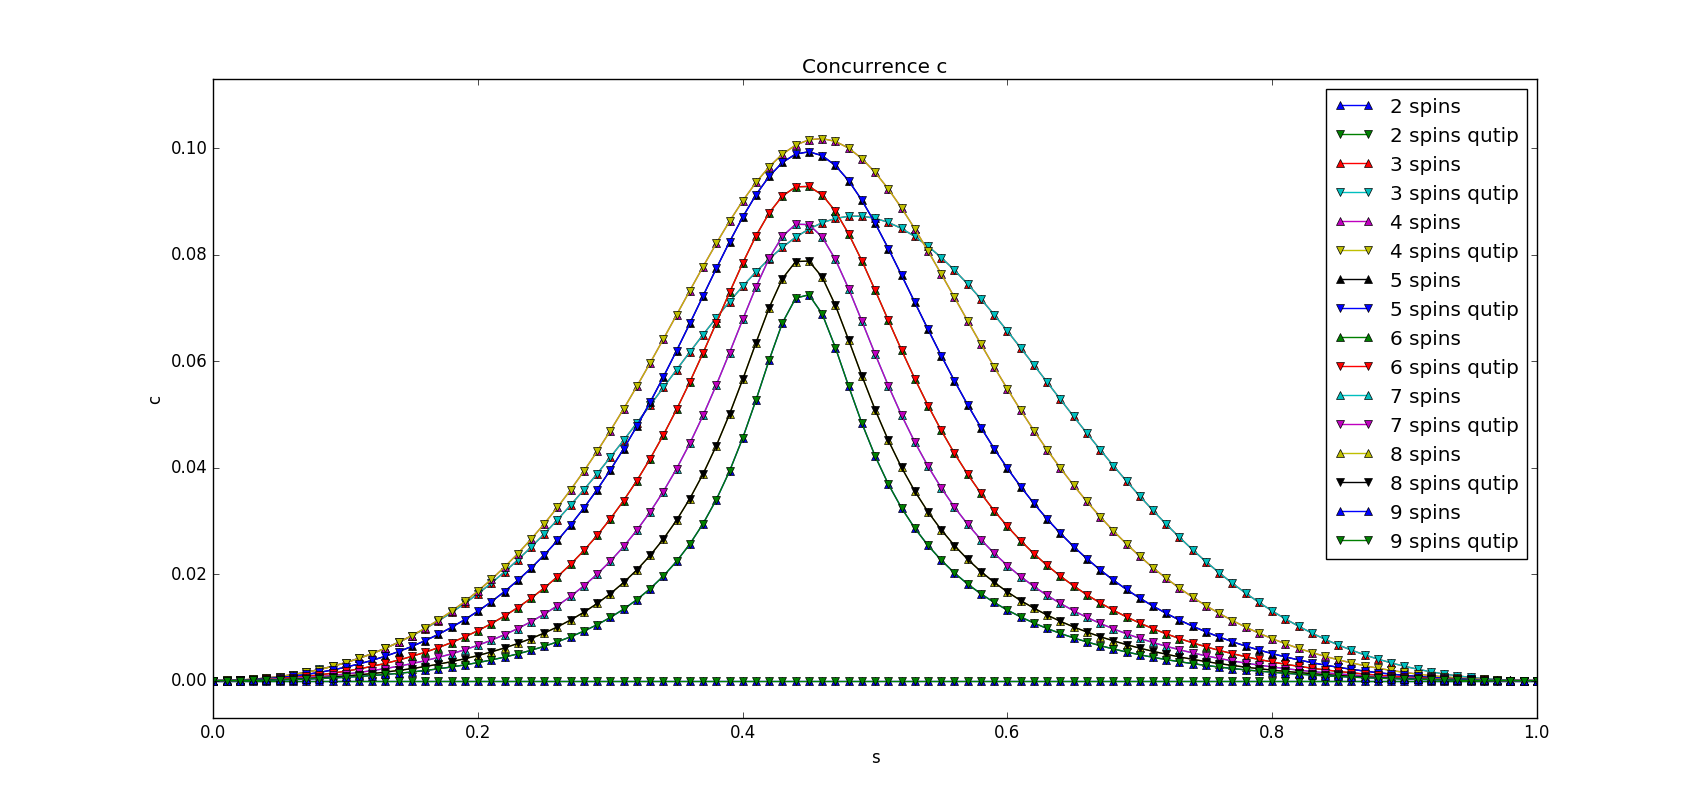 Concurrence c
0.10
0.08
0.06
0.04
0.02
0.00
c
0.0 0.2 0.4 0.6 0.8 1.0
s
2 spins
2 spins qutip
3 spins
3 spins qutip
4 spins
4 spins qutip
5 spins
5 spins qutip
6 spins
6 spins qutip
7 spins
7 spins qutip
8 spins
8 spins qutip
9 spins
9 spins qutip